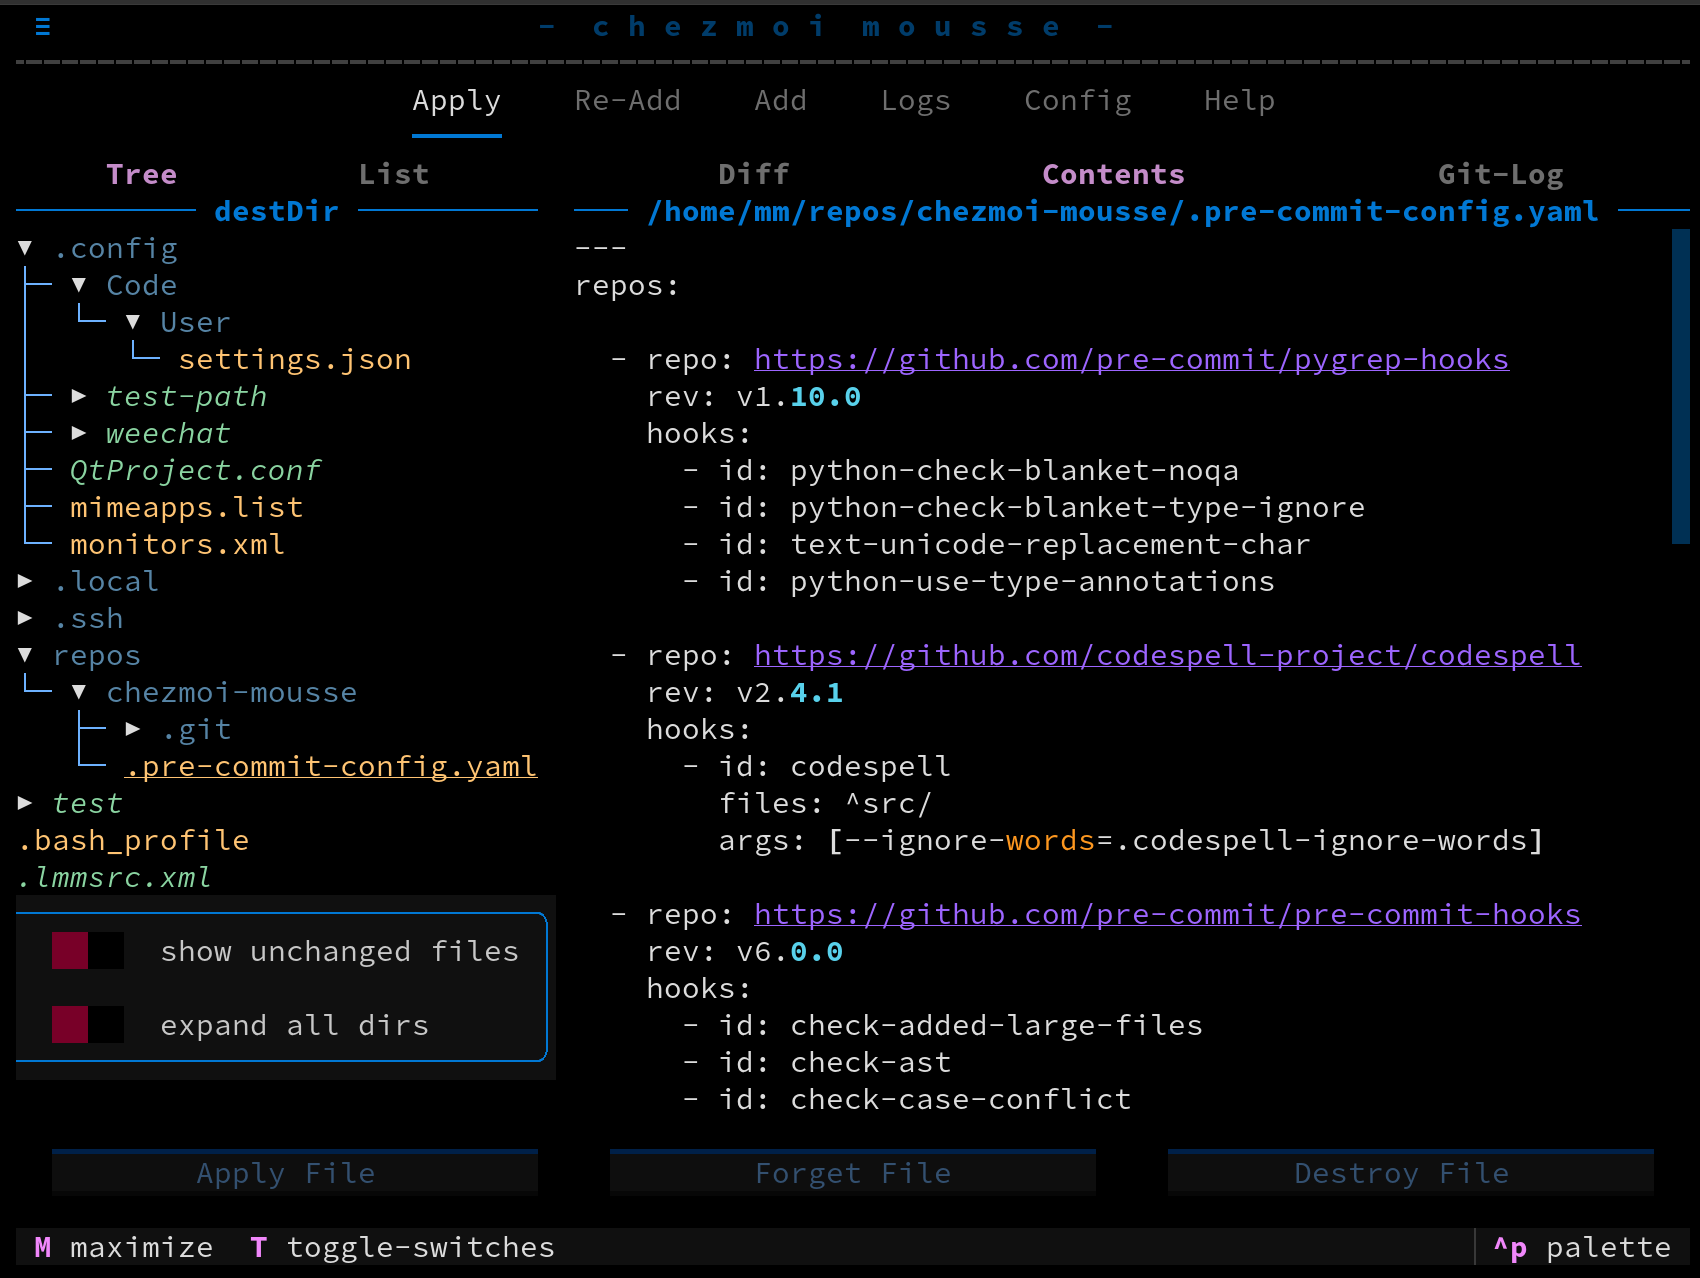 - chezmoi mousse -
Apply Re-Add Add Logs Config Help
Tree List
destDir
.config
Code
User
settings.json
test-path
weechat
QtProject.conf
mimeapps.list
monitors.xml
.local
.ssh
repos
chezmoi-mousse
.git
.pre-commit-config.yaml
test
.bash_profile
.lmmsrc.xml
show unchanged files
expand all dirs
Diff Contents Git-Log
/home/mm/repos/chezmoi-mousse/.pre-commit-config.yaml
---
repos:
- repo: https://github.com/pre-commit/pygrep-hooks
rev: v1.10.0
hooks:
- id: python-check-blanket-noqa
- id: python-check-blanket-type-ignore
- id: text-unicode-replacement-char
- id: python-use-type-annotations
- repo: https://github.com/codespell-project/codespell
rev: v2.4.1
hooks:
- id: codespell
files: ^src/
args: [--ignore-words=.codespell-ignore-words]
- repo: https://github.com/pre-commit/pre-commit-hooks
rev: v6.0.0
hooks:
- id: check-added-large-files
- id: check-ast
- id: check-case-conflict
Apply File Forget File Destroy File
M maximize T toggle-switches ^p palette